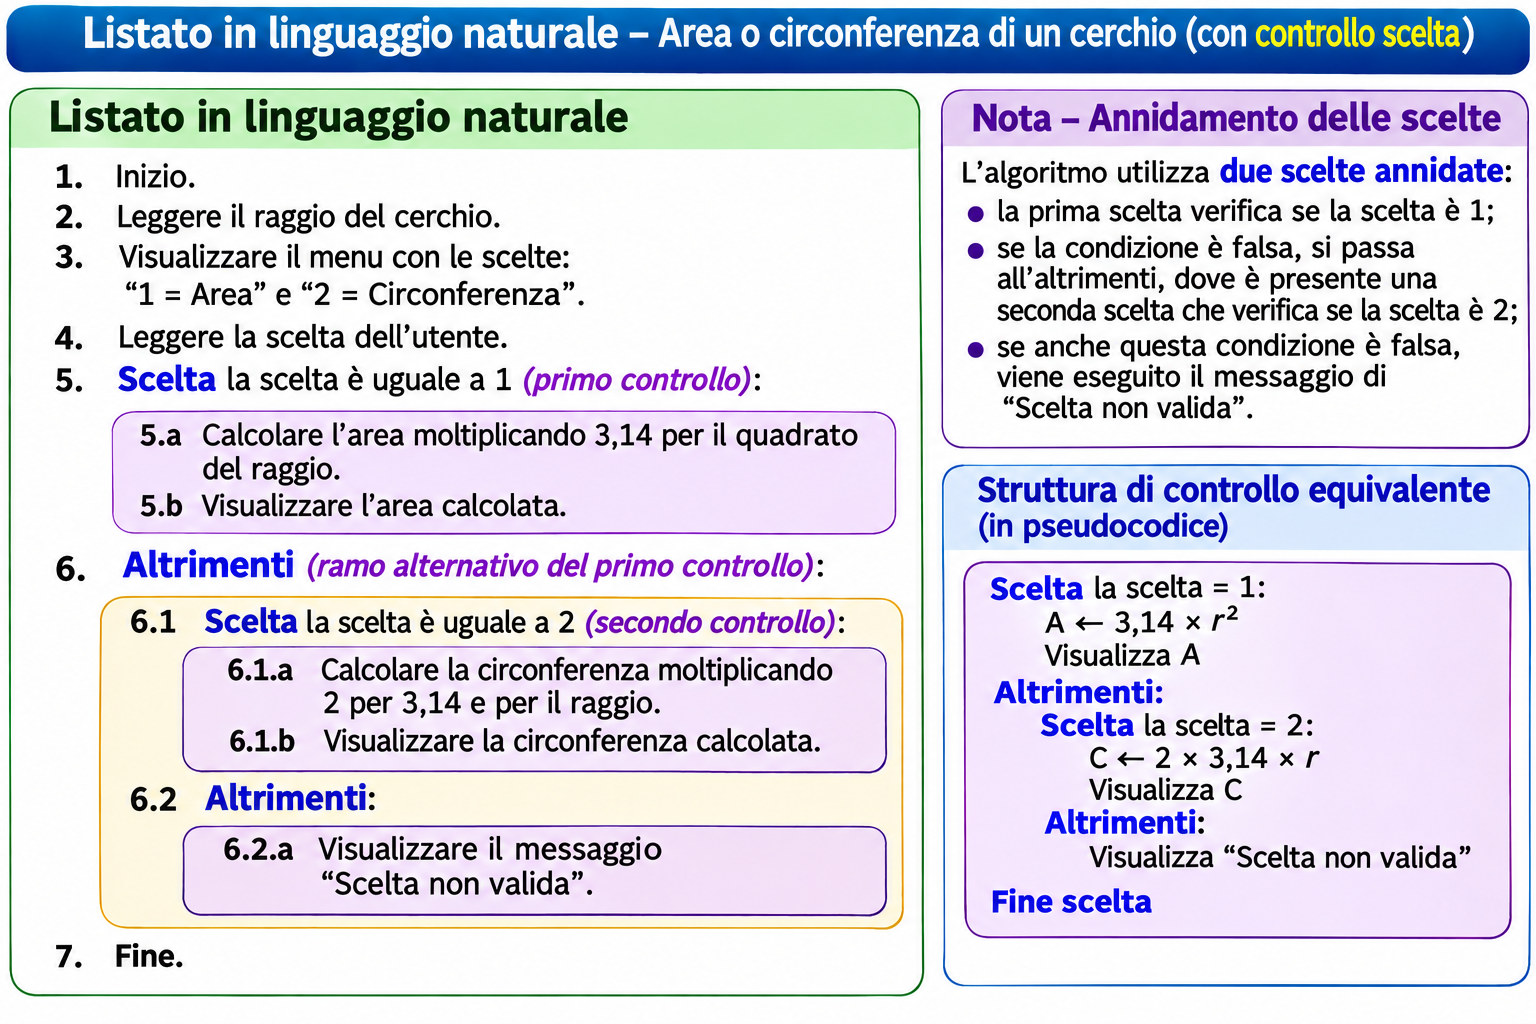 Listato in linguaggio naturale – Area o circonferenza di un cerchio (con controllo scelta)
Listato in linguaggio naturale
1. Inizio.
2. Leggere il raggio del cerchio.
3. Visualizzare il menu con le scelte:
“1 = Area” e “2 = Circonferenza”.
4. Leggere la scelta dell’utente.
5. Scelta la scelta è uguale a 1 (primo controllo):
5.a Calcolare l’area moltiplicando 3,14 per il quadrato
del raggio.
5.b Visualizzare l’area calcolata.
6. Altrimenti (ramo alternativo del primo controllo):
6.1 Scelta la scelta è uguale a 2 (secondo controllo):
6.1.a Calcolare la circonferenza moltiplicando
2 per 3,14 e per il raggio.
6.1.b Visualizzare la circonferenza calcolata.
6.2 Altrimenti:
6.2.a Visualizzare il messaggio
“Scelta non valida”.
7. Fine.
Nota – Annidamento delle scelte
L’algoritmo utilizza due scelte annidate:
● la prima scelta verifica se la scelta è 1;
● se la condizione è falsa, si passa
all’altrimenti, dove è presente una
seconda scelta che verifica se la scelta è 2;
● se anche questa condizione è falsa,
viene eseguito il messaggio di
“Scelta non valida”.
Struttura di controllo equivalente
(in pseudocodice)
Scelta la scelta = 1:
A ← 3,14 × r²
Visualizza A
Altrimenti:
Scelta la scelta = 2:
C ← 2 × 3,14 × r
Visualizza C
Altrimenti:
Visualizza “Scelta non valida”
Fine scelta